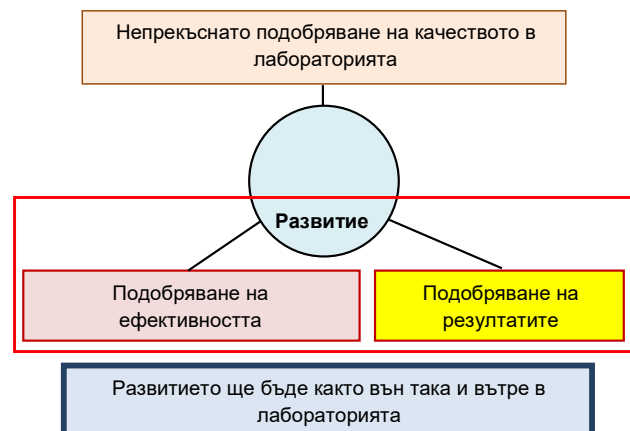 Непрекъснато подобряване на качеството в
лабораторията
Развитие
Подобряване на
ефективността
Подобряване на
резултатите
Развитието ще бъде както вън така и вътре в
лабораторията